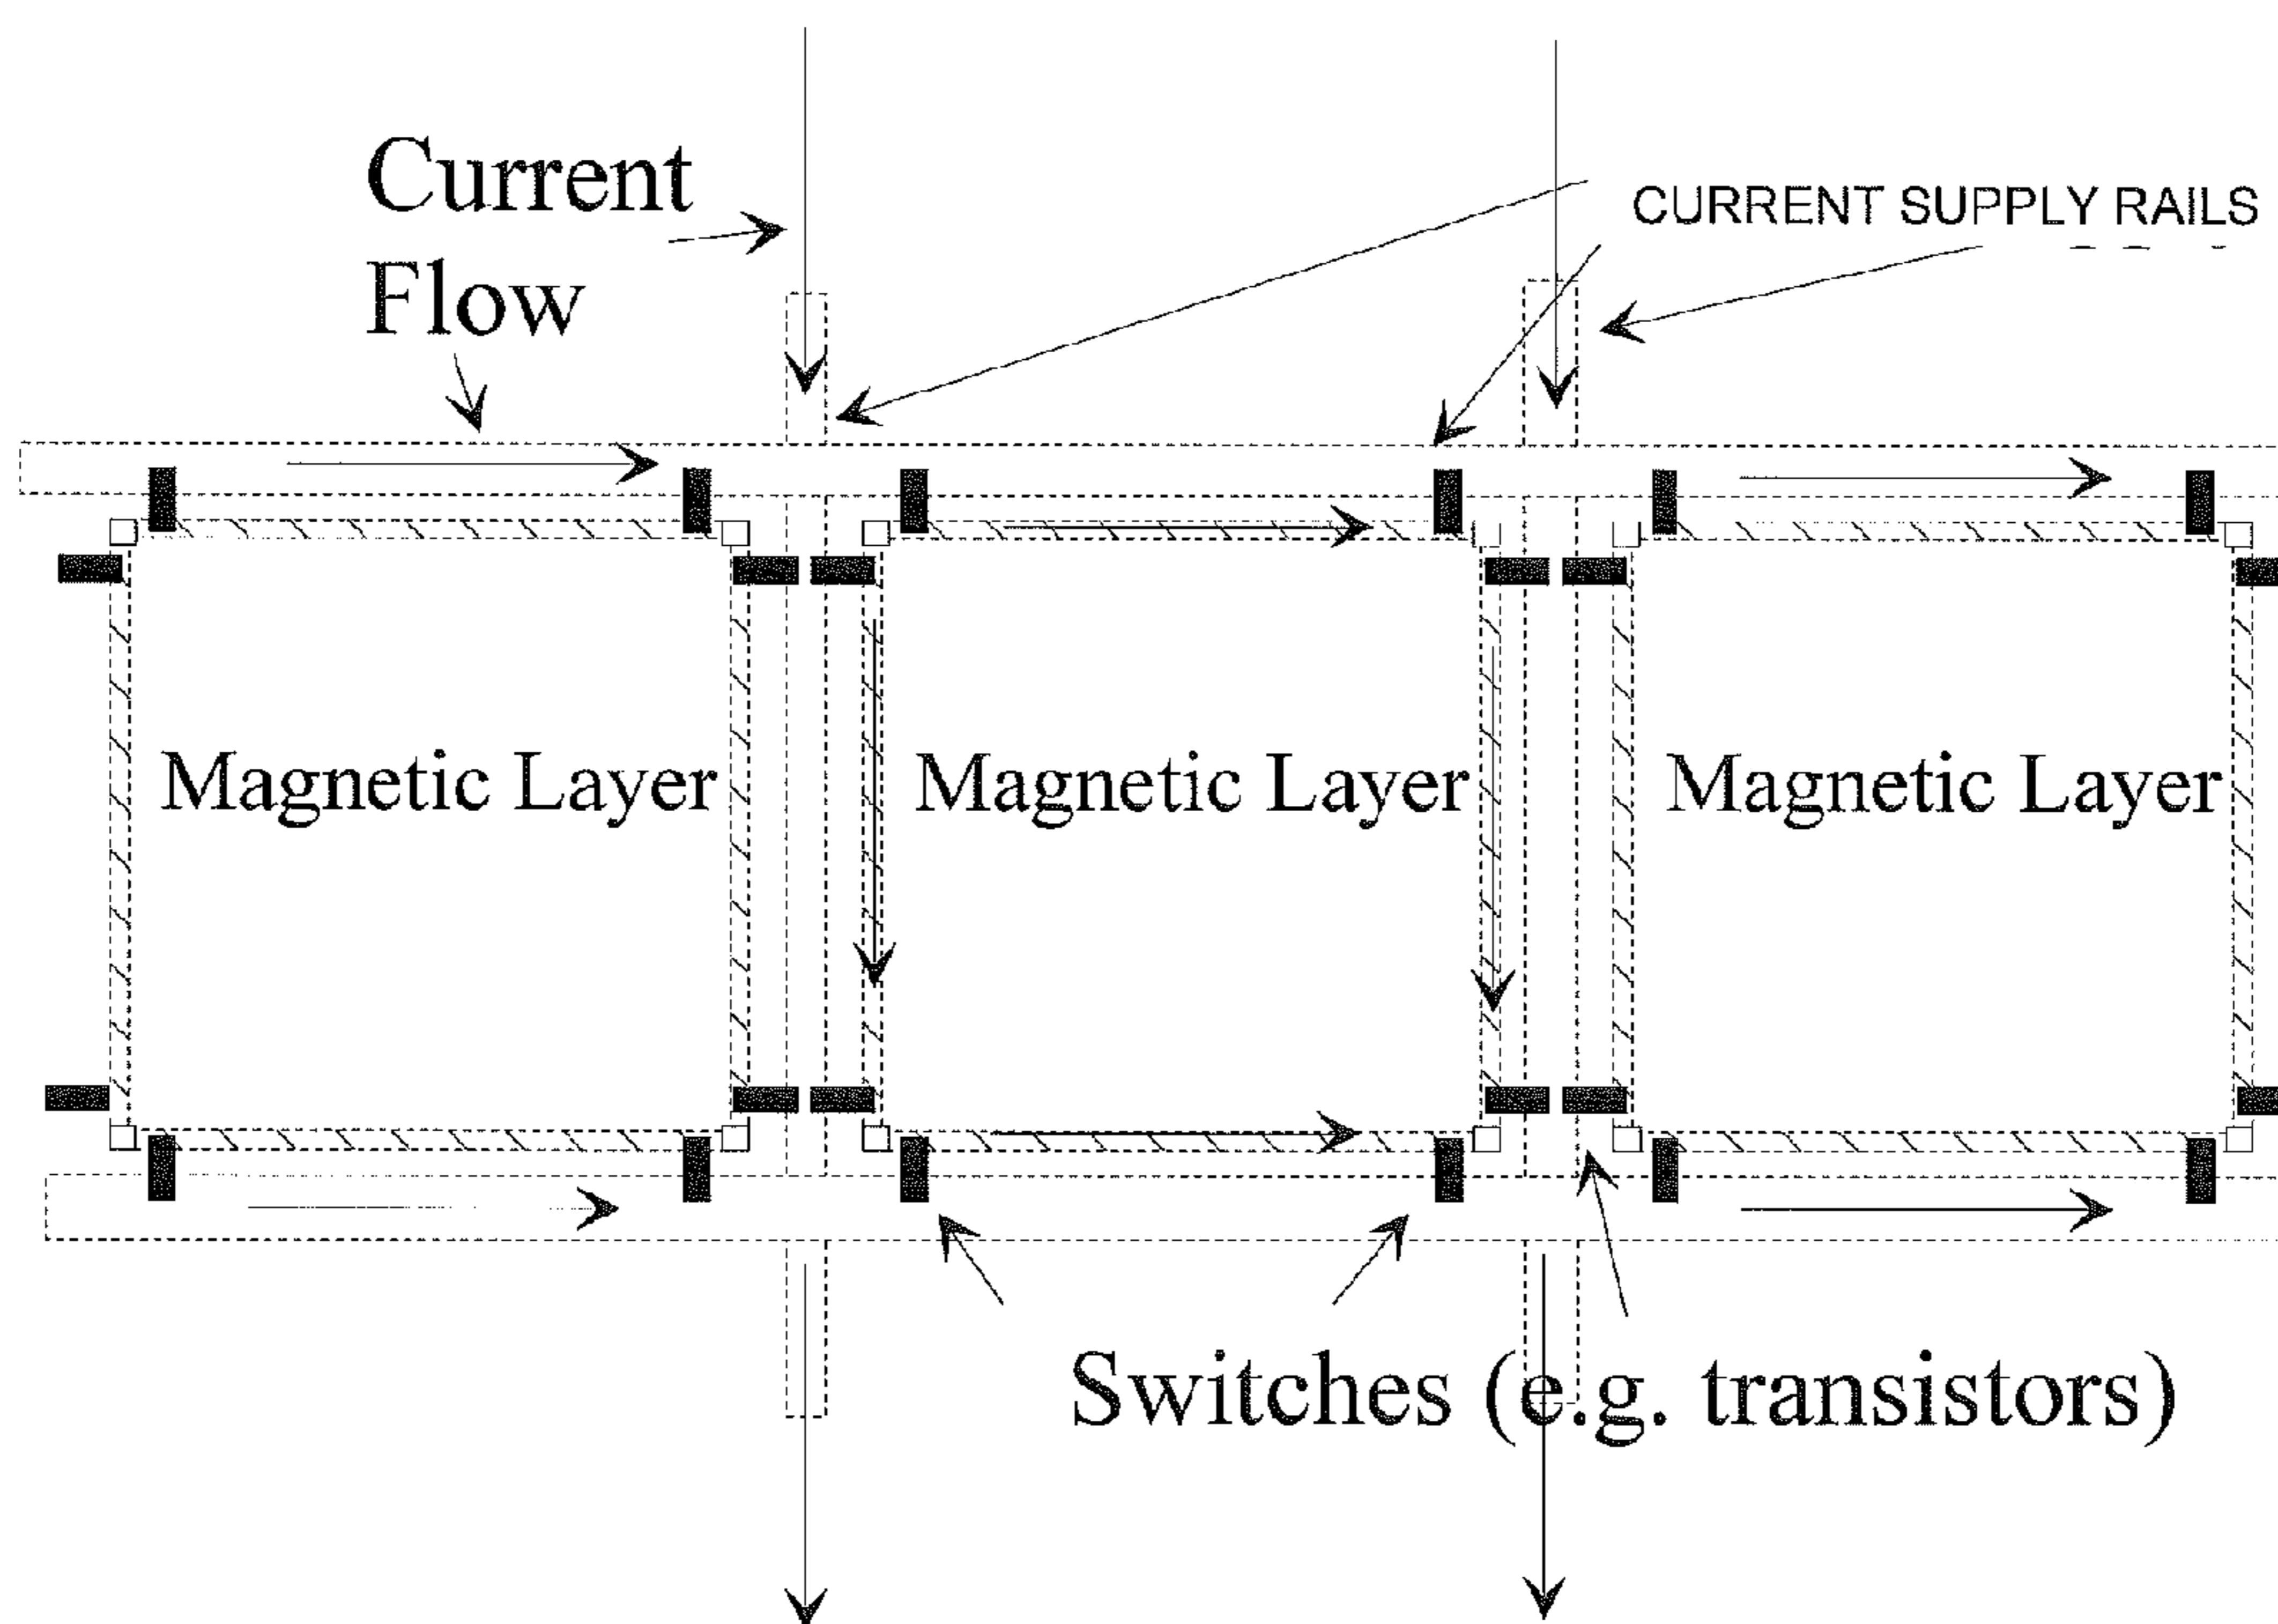 Current
Flow
CURRENT SUPPLY RAILS
Magnetic Layer
Magnetic Layer
Magnetic Layer
Switches (e.g. transistors)